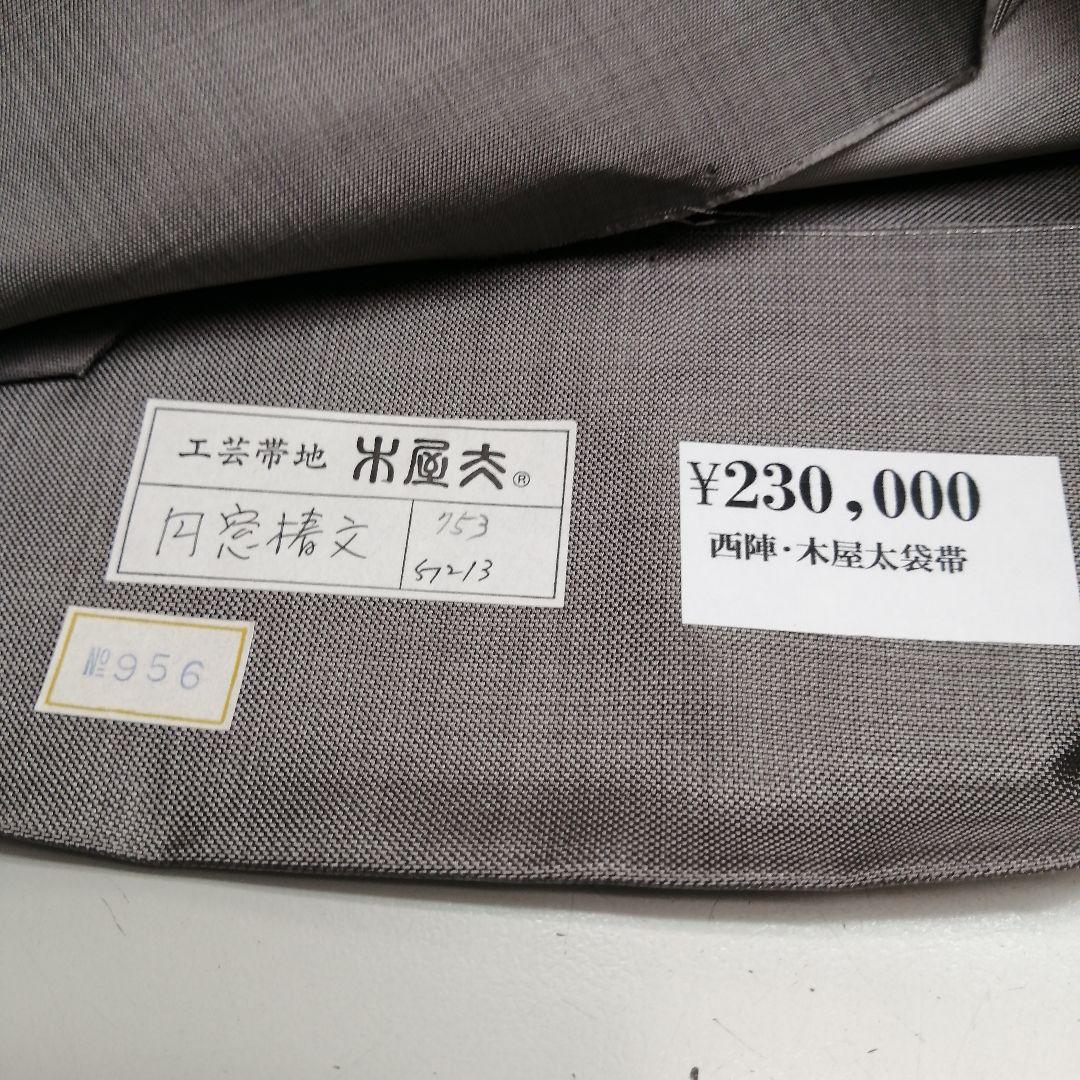 工芸帯地 木屋太®
円窓椿文
753
57213
¥230,000
西陣・木屋太袋帯
№956